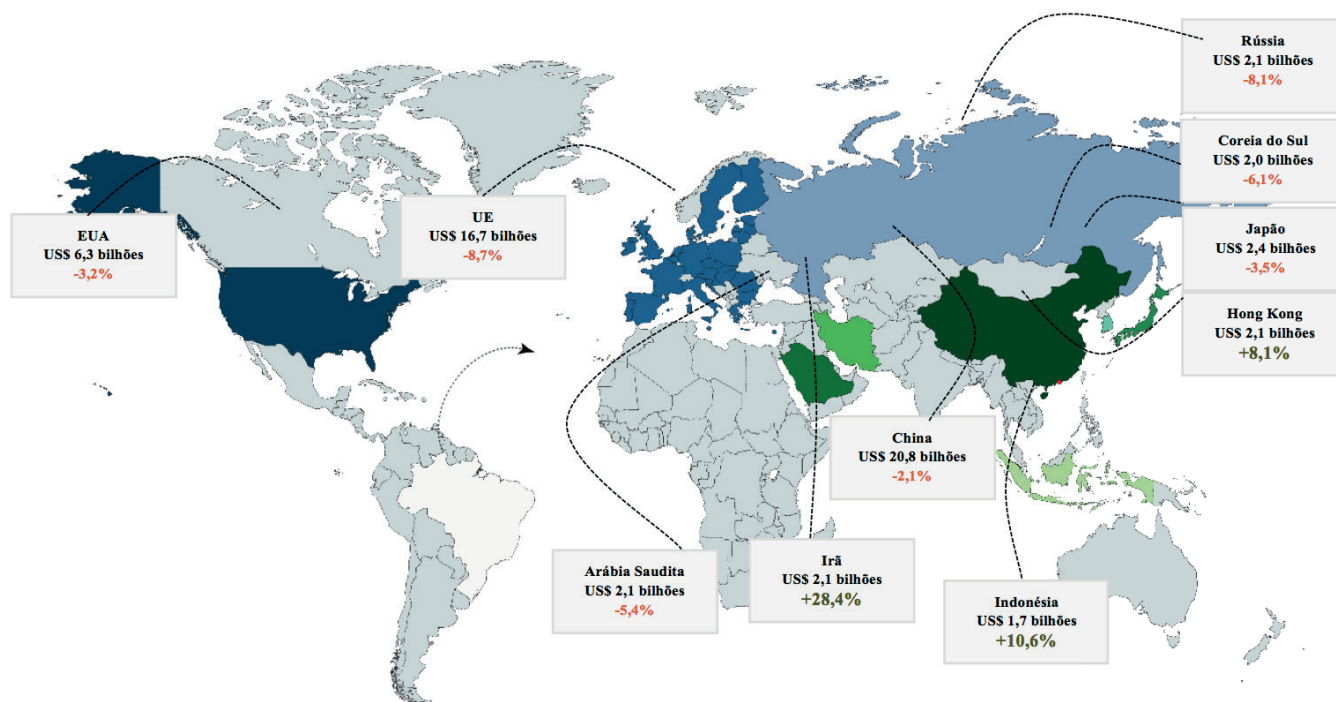 Rússia
US$ 2,1 bilhões
-8,1%
Coreia do Sul
US$ 2,0 bilhões
-6,1%
UE
US$ 16,7 bilhões
-8,7%
EUA
US$ 6,3 bilhões
-3,2%
Japão
US$ 2,4 bilhões
-3,5%
Hong Kong
US$ 2,1 bilhões
+8,1%
China
US$ 20,8 bilhões
-2,1%
Arábia Saudita
US$ 2,1 bilhões
-5,4%
Irã
US$ 2,1 bilhões
+28,4%
Indonésia
US$ 1,7 bilhões
+10,6%